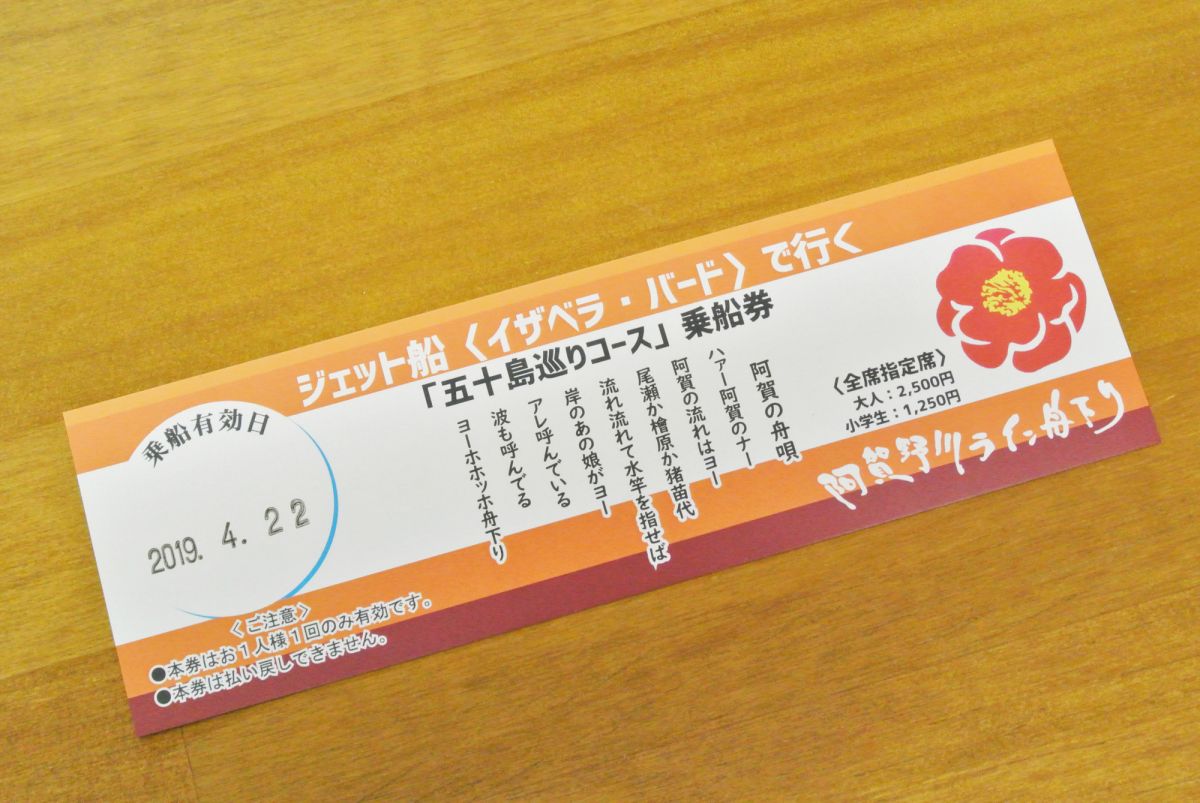 ジェット船〈イザベラ・バード〉で行く
「五十島巡りコース」乗船券
乗船有効日
2019. 4. 22
阿賀の舟唄
ハァー阿賀のナー
阿賀の流れはヨー
尾瀬か檜原か猪苗代
流れ流れて水竿を指せば
岸のあの娘がヨー
アレ呼んでいる
波も呼んでる
ヨーホホッホ舟下り
〈全席指定席〉
大人：2,500円
小学生：1,250円
阿賀野川ライン舟下り
〈ご注意〉
●本券はお1人様1回のみ有効です。
●本券は払い戻しできません。